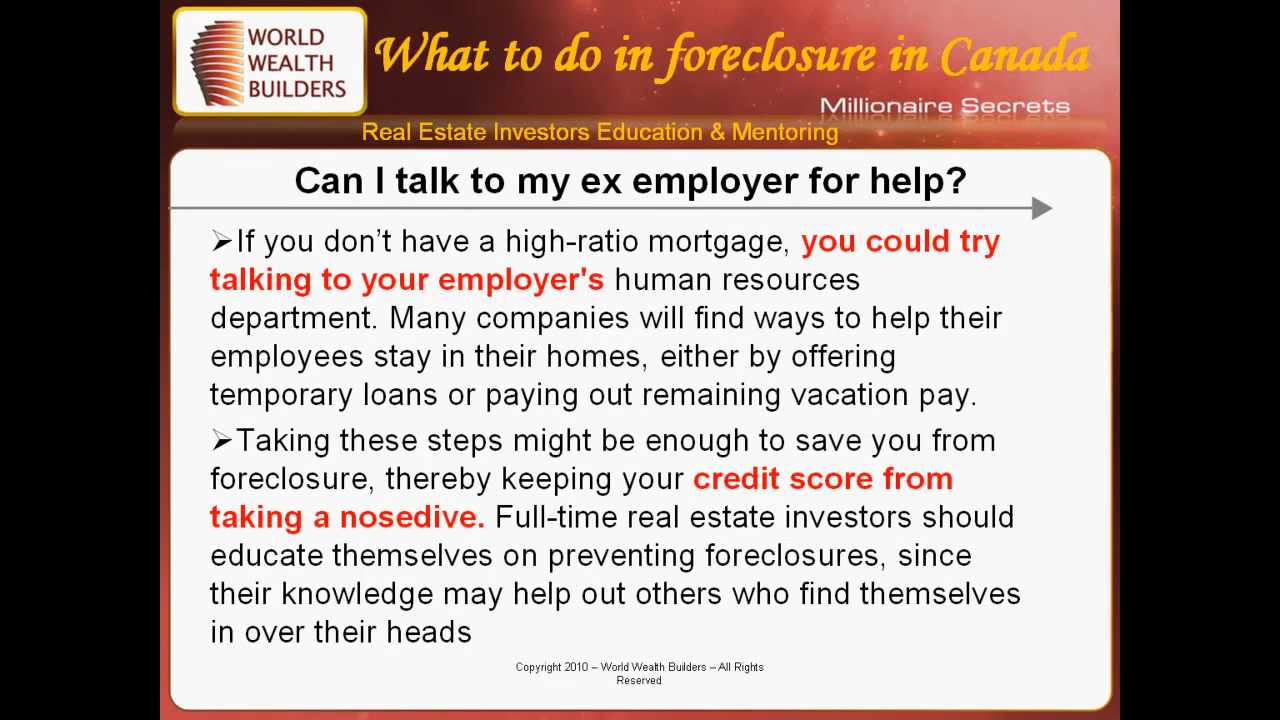 WORLD
WEALTH
BUILDERS
What to do in foreclosure in Canada
Millionaire Secrets
Real Estate Investors Education & Mentoring
Can I talk to my ex employer for help?
➢If you don’t have a high-ratio mortgage, you could try
talking to your employer's human resources
department. Many companies will find ways to help their
employees stay in their homes, either by offering
temporary loans or paying out remaining vacation pay.
➢Taking these steps might be enough to save you from
foreclosure, thereby keeping your credit score from
taking a nosedive. Full-time real estate investors should
educate themselves on preventing foreclosures, since
their knowledge may help out others who find themselves
in over their heads
Copyright 2010 – World Wealth Builders – All Rights
Reserved